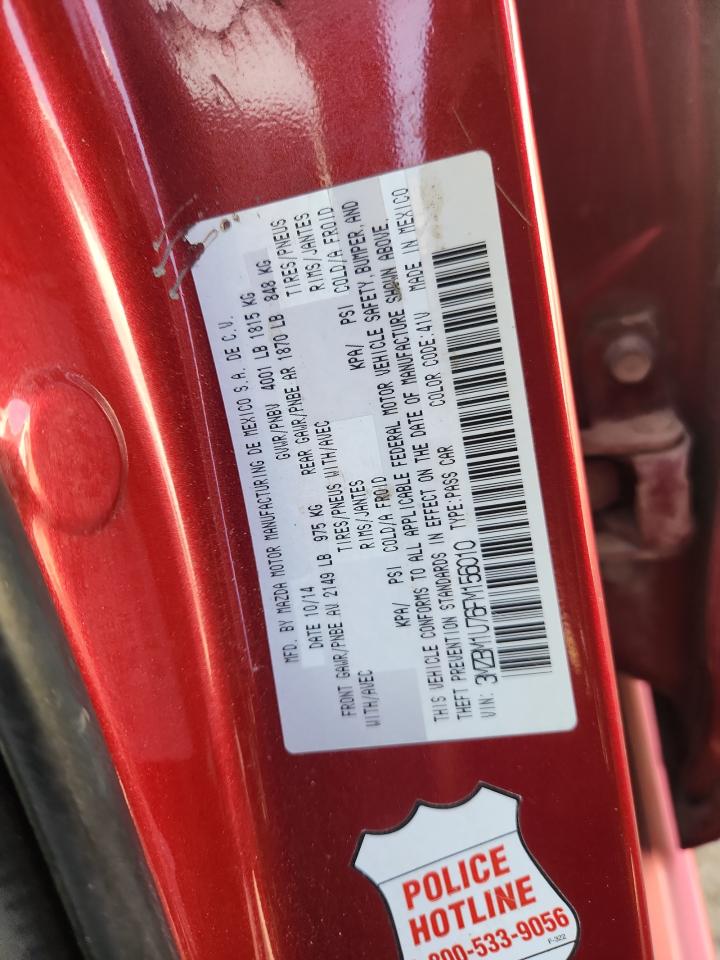 MFD. BY MAZDA MOTOR MANUFACTURING DE MEXICO S.A. DE C.V.
DATE 10/14 GVWR/PNBV 4001 LB 1815 KG
FRONT GAWR/PNBE AV 2149 LB 975 KG REAR GAWR/PNBE AR 1870 LB 848 KG
WITH/AVEC TIRES/PNEUS WITH/AVEC TIRES/PNEUS
RIMS/JANTES RIMS/JANTES
KPA/ PSI COLD/A FROID KPA/ PSI COLD/A FROID
THIS VEHICLE CONFORMS TO ALL APPLICABLE FEDERAL MOTOR VEHICLE SAFETY BUMPER, AND
THEFT PREVENTION STANDARDS IN EFFECT ON THE DATE OF MANUFACTURE SHOWN ABOVE.
VIN: 3MZBM1U76FM156010 TYPE:PASS CAR COLOR CODE:41V MADE IN MEXICO
POLICE
HOTLINE
800-533-9056
F-322